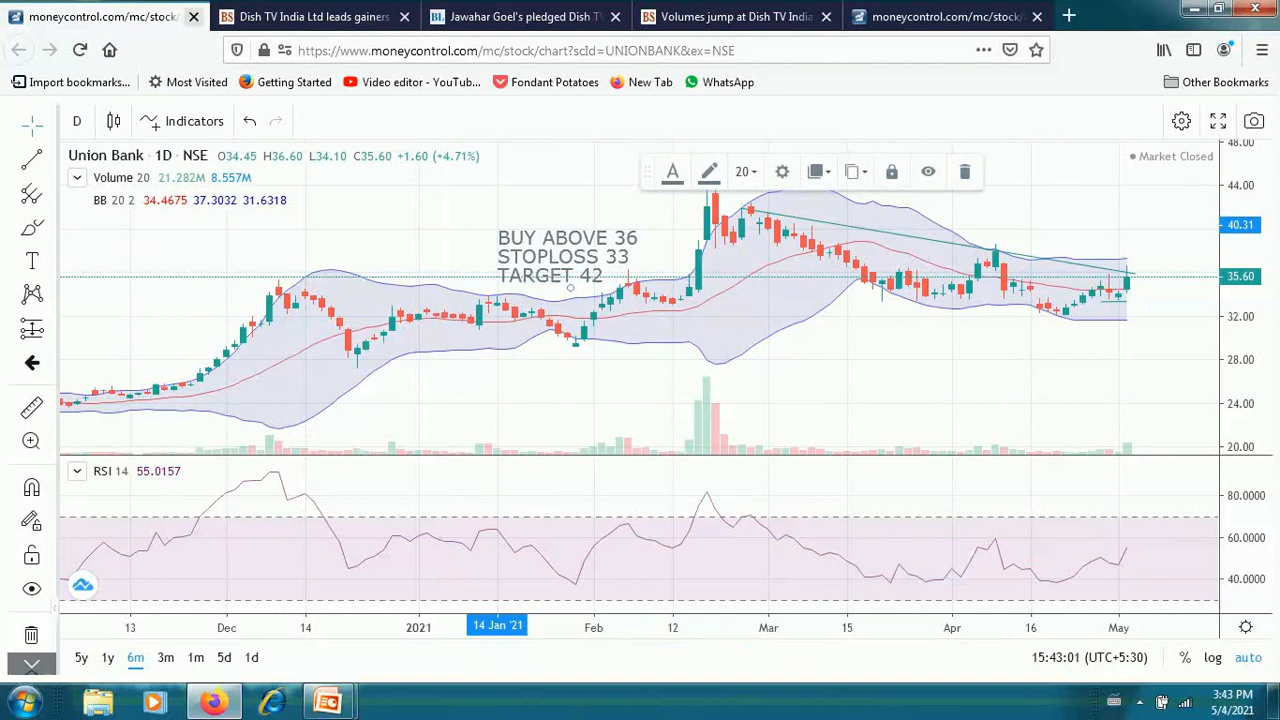 moneycontrol.com/mc/stock/
Dish TV India Ltd leads gainers
Jawahar Goel's pledged Dish TV
Volumes jump at Dish TV India
moneycontrol.com/mc/stock/
https://www.moneycontrol.com/mc/stock/chart?scId=UNIONBANK&ex=NSE
Import bookmarks... Most Visited Getting Started Video editor - YouTub... Fondant Potatoes New Tab WhatsApp Other Bookmarks
D Indicators
Union Bank · 1D · NSE O34.45 H36.60 L34.10 C35.60 +1.60 (+4.71%)
Market Closed
Volume 20 21.282M 8.557M
BB 20 2 34.4675 37.3032 31.6318
A 20
BUY ABOVE 36
STOPLOSS 33
TARGET 42
48.00
44.00
40.31
35.60
32.00
28.00
24.00
20.00
RSI 14 55.0157
80.0000
60.0000
40.0000
13 Dec 14 2021 14 Jan '21 Feb 12 Mar 15 Apr 16 May
5y 1y 6m 3m 1m 5d 1d 15:43:01 (UTC+5:30) % log auto
3:43 PM
5/4/2021